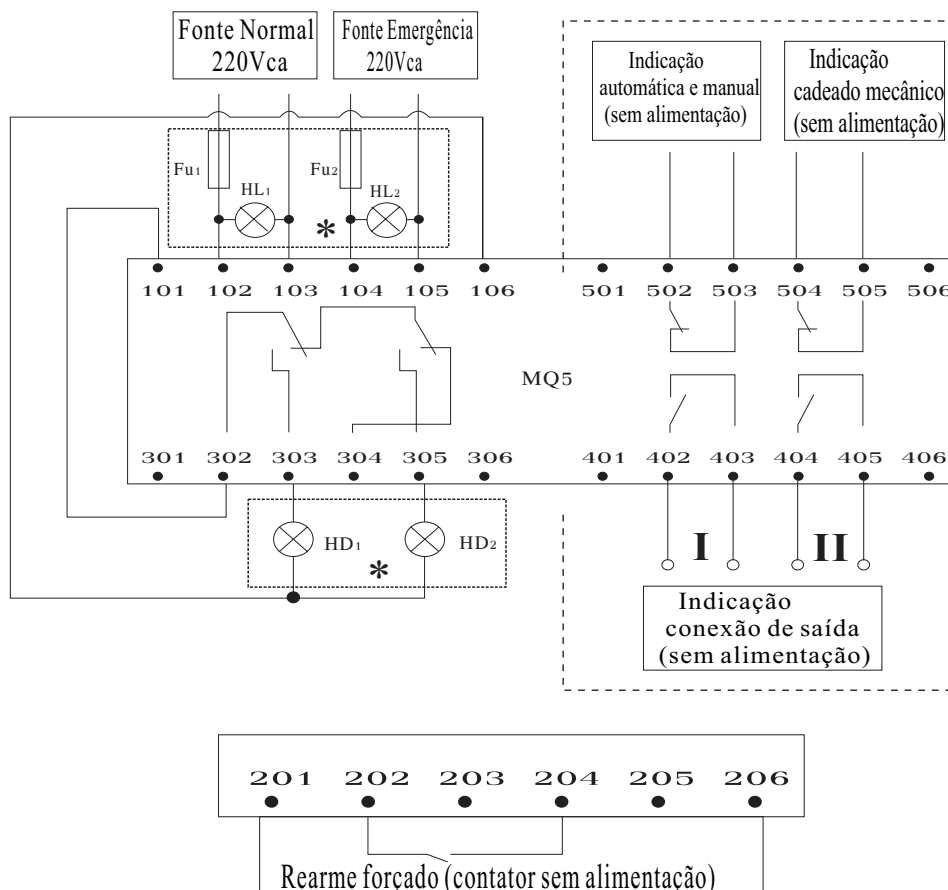 Fonte Normal
220Vca
Fonte Emergência
220Vca
Indicação
automática e manual
(sem alimentação)
Indicação
cadeado mecânico
(sem alimentação)
Fu1
Fu2
HL1
HL2
*
101 102 103 104 105 106 501 502 503 504 505 506
MQ5
301 302 303 304 305 306 401 402 403 404 405 406
HD1
HD2
*
I
II
Indicação
conexão de saída
(sem alimentação)
201 202 203 204 205 206
Rearme forçado (contator sem alimentação)